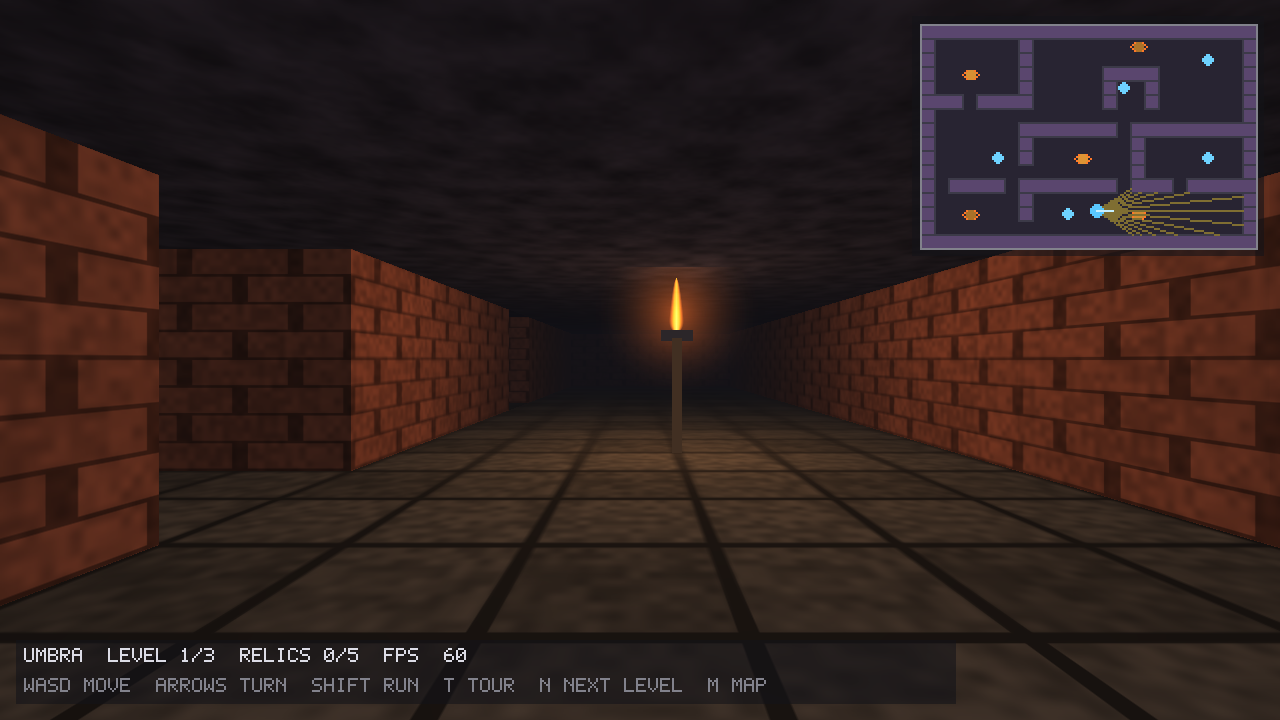 UMBRA  LEVEL 1/3  RELICS 0/5  FPS  60
WASD MOVE  ARROWS TURN  SHIFT RUN  T TOUR  N NEXT LEVEL  M MAP